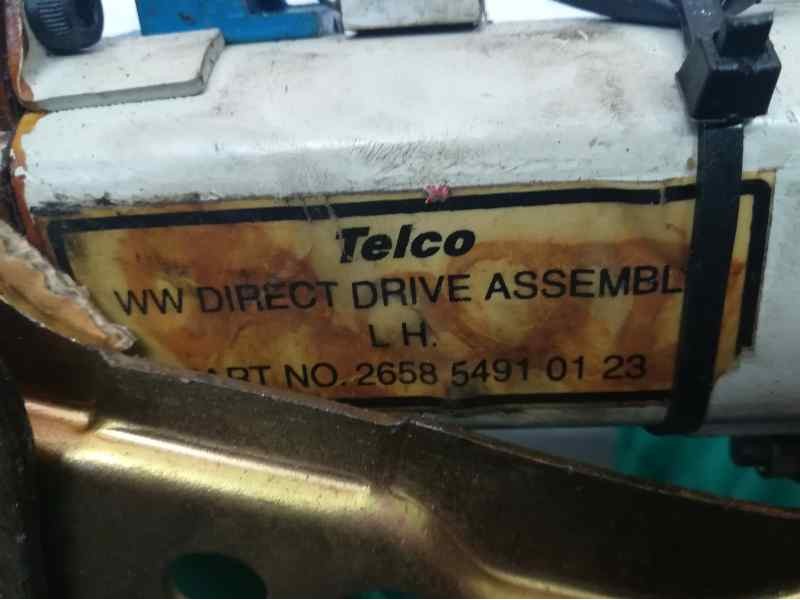 Telco
WW DIRECT DRIVE ASSEMBL
L H.
ART NO. 2658 5491 01 23